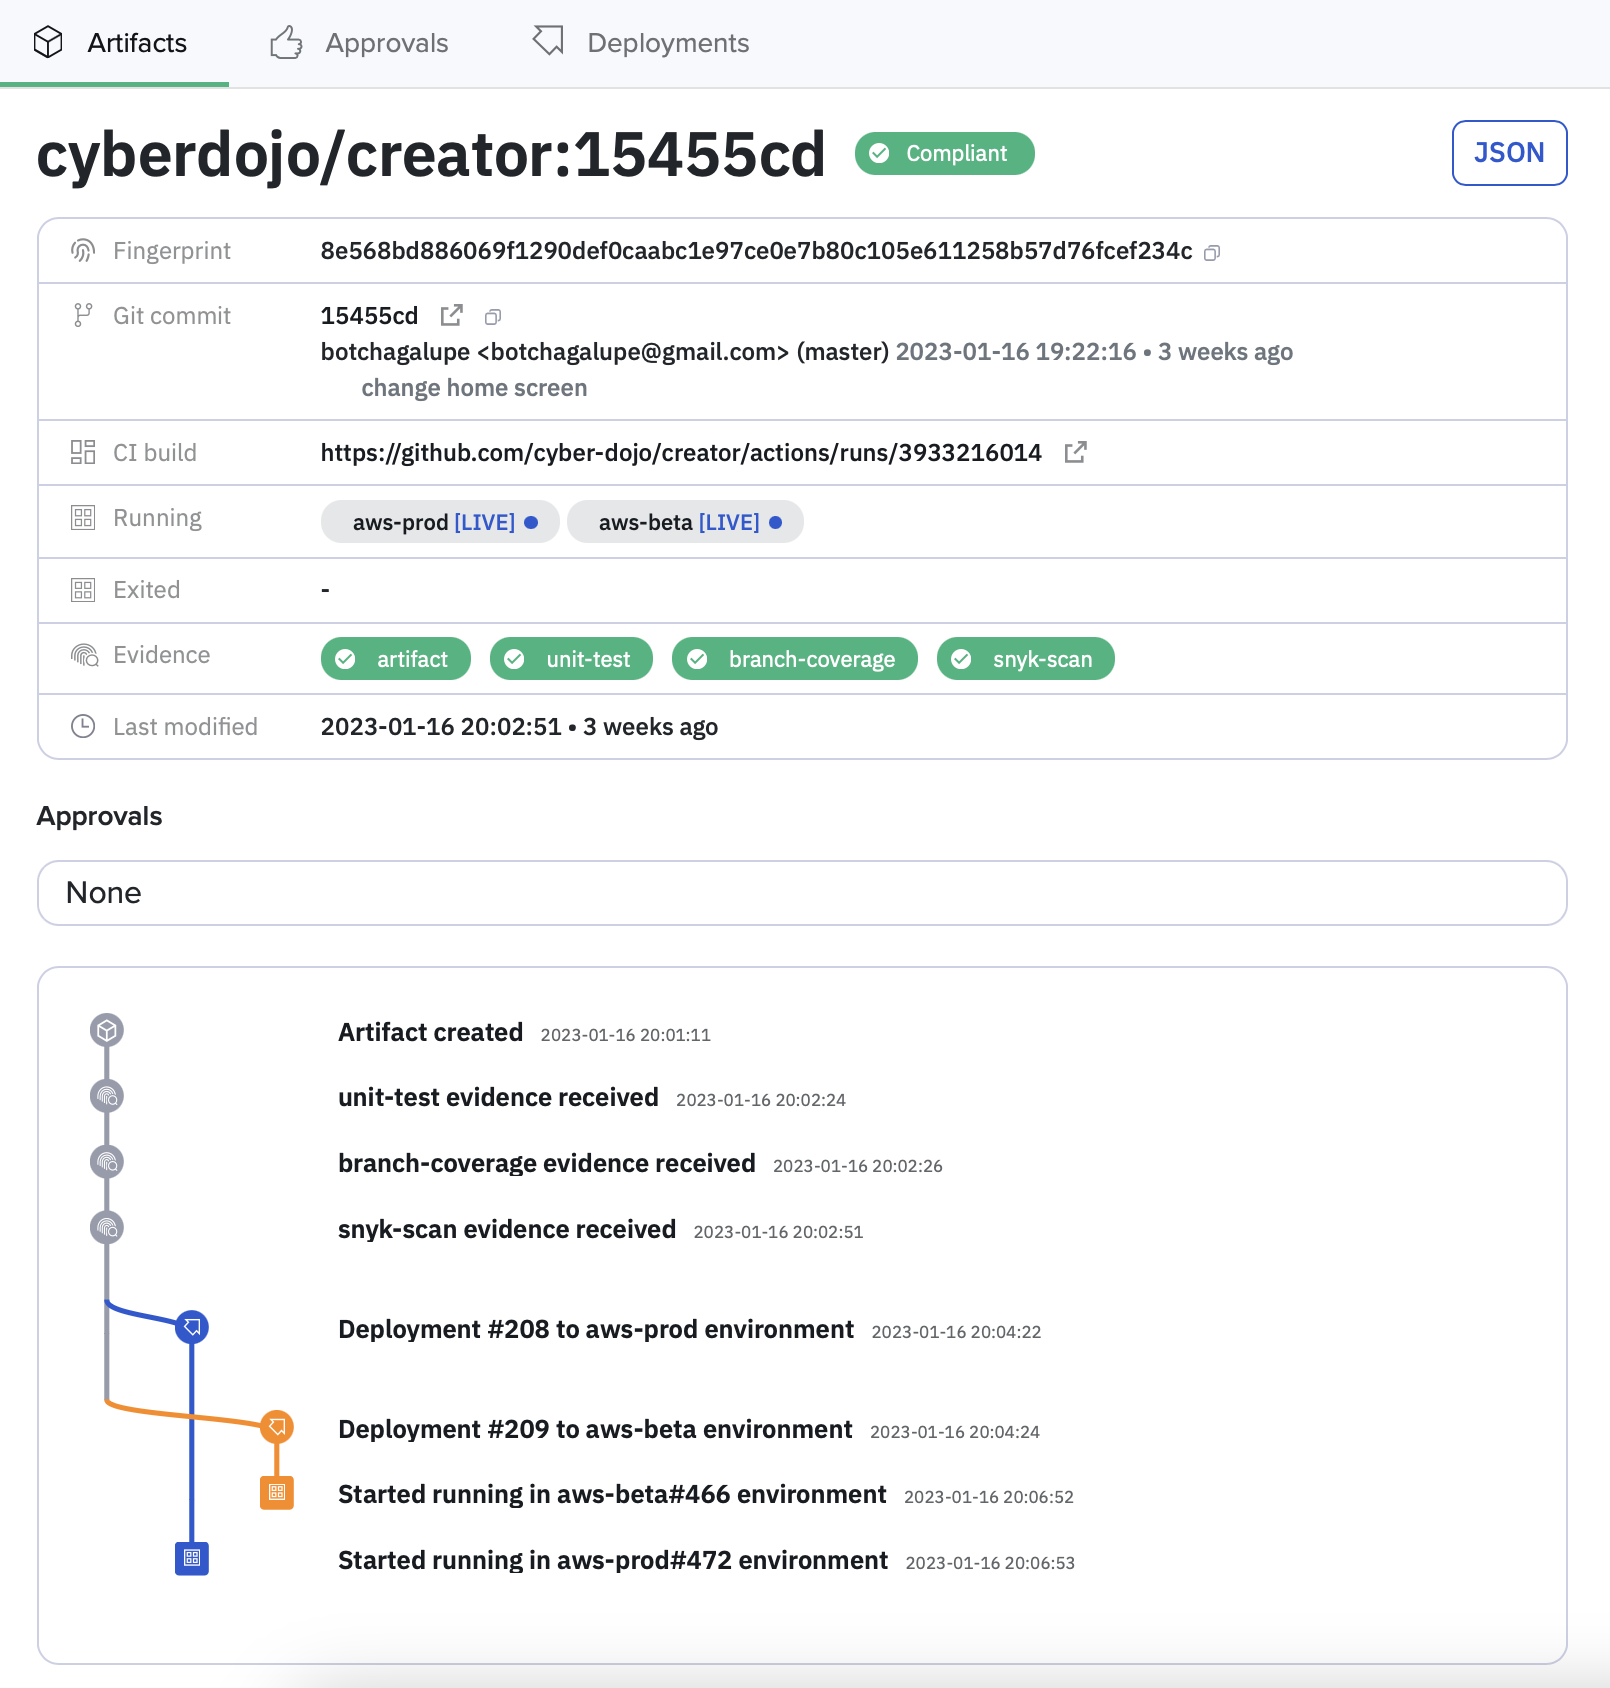 Artifacts Approvals Deployments
cyberdojo/creator:15455cd Compliant JSON
Fingerprint 8e568bd886069f1290def0caabc1e97ce0e7b80c105e611258b57d76fcef234c
Git commit 15455cd
botchagalupe <botchagalupe@gmail.com> (master) 2023-01-16 19:22:16 • 3 weeks ago
change home screen
CI build https://github.com/cyber-dojo/creator/actions/runs/3933216014
Running aws-prod [LIVE] aws-beta [LIVE]
Exited -
Evidence artifact unit-test branch-coverage snyk-scan
Last modified 2023-01-16 20:02:51 • 3 weeks ago
Approvals
None
Artifact created 2023-01-16 20:01:11
unit-test evidence received 2023-01-16 20:02:24
branch-coverage evidence received 2023-01-16 20:02:26
snyk-scan evidence received 2023-01-16 20:02:51
Deployment #208 to aws-prod environment 2023-01-16 20:04:22
Deployment #209 to aws-beta environment 2023-01-16 20:04:24
Started running in aws-beta#466 environment 2023-01-16 20:06:52
Started running in aws-prod#472 environment 2023-01-16 20:06:53